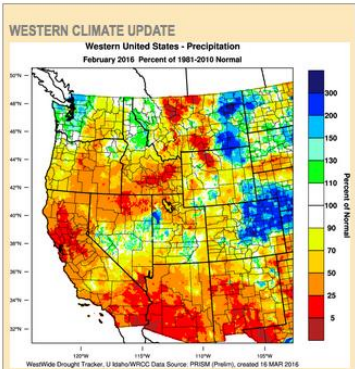 WESTERN CLIMATE UPDATE
Western United States - Precipitation
February 2016 Percent of 1981-2010 Normal
50°N
48°N
46°N
44°N
42°N
40°N
38°N
36°N
34°N
32°N
300
200
150
130
110
100
90
70
50
25
5
Percent of Normal
120°W
115°W
110°W
105°W
WestWide Drought Tracker, U Idaho/WRCC Data Source: PRISM (Prelim), created 16 MAR 2016